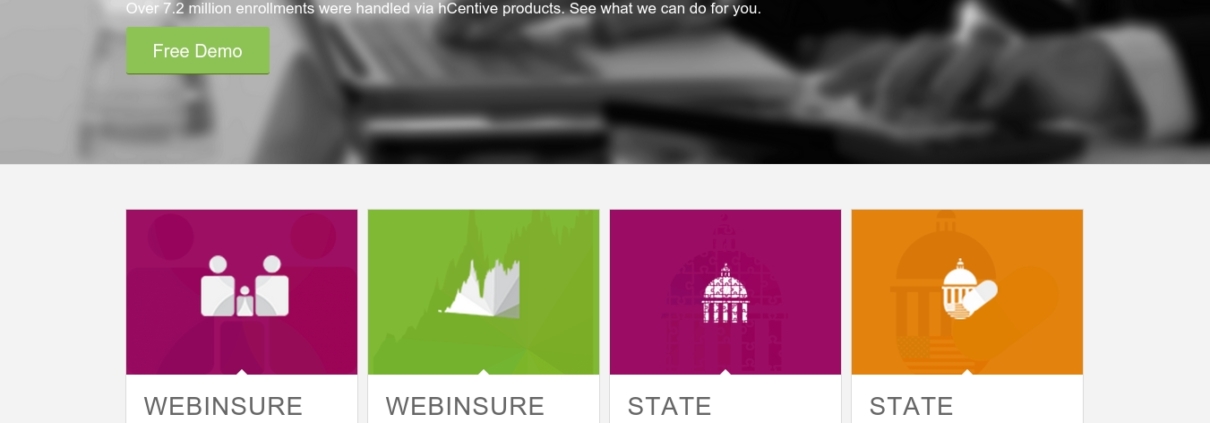 Over 7.2 million enrollments were handled via hCentive products. See what we can do for you.
Free Demo
WEBINSURE
WEBINSURE
STATE
STATE